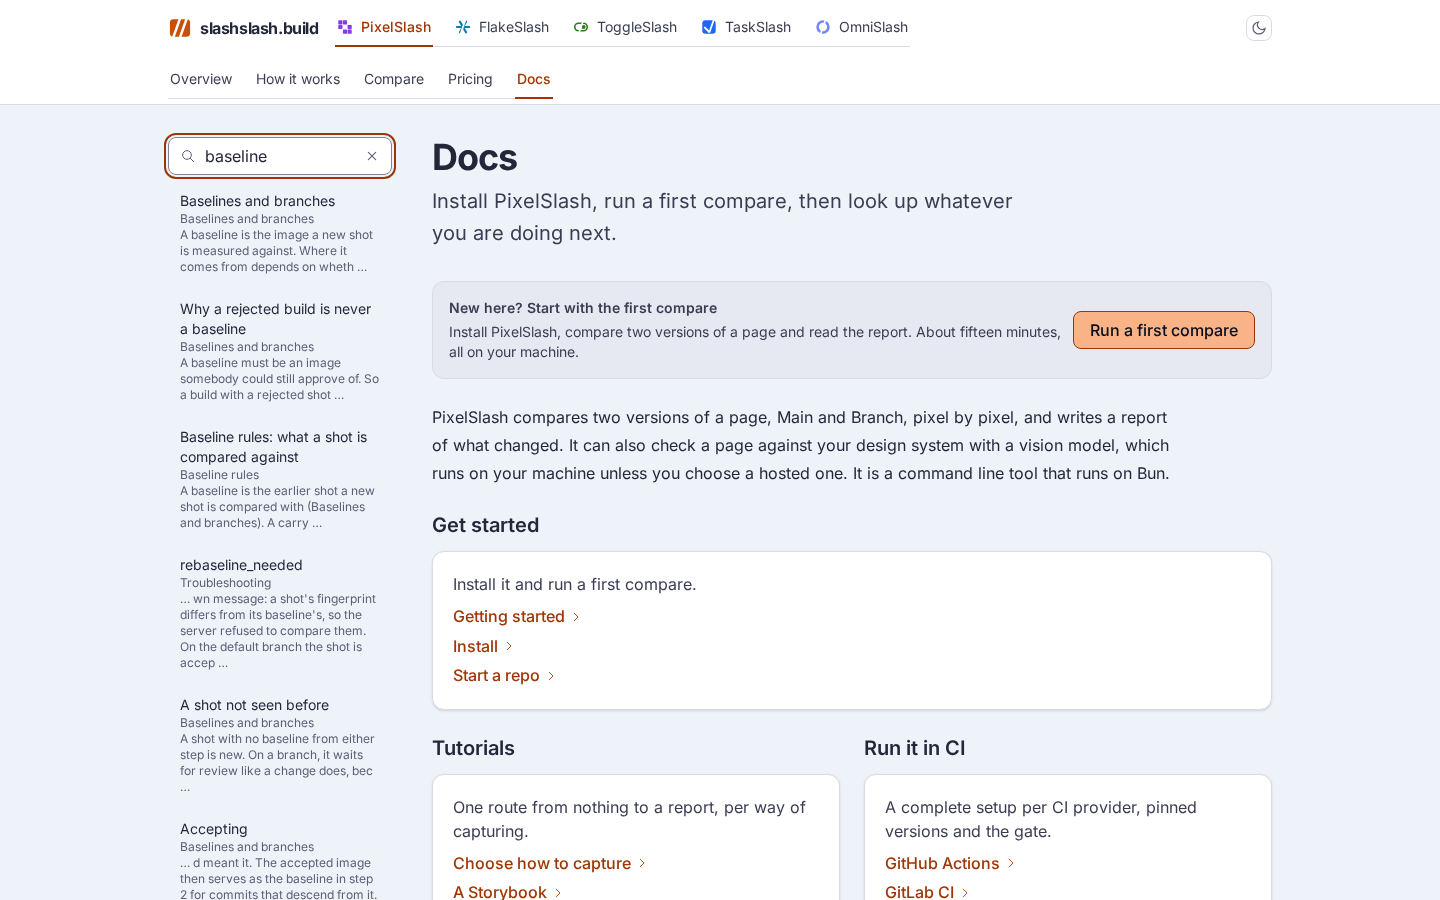 slashslash.build
PixelSlash
FlakeSlash
ToggleSlash
TaskSlash
OmniSlash
Overview
How it works
Compare
Pricing
Docs
baseline
Baselines and branches
Baselines and branches
A baseline is the image a new shot
is measured against. Where it
comes from depends on wheth ...
Why a rejected build is never
a baseline
Baselines and branches
A baseline must be an image
somebody could still approve of. So
a build with a rejected shot ...
Baseline rules: what a shot is
compared against
Baseline rules
A baseline is the earlier shot a new
shot is compared with (Baselines
and branches). A carry ...
rebaseline_needed
Troubleshooting
... wn message: a shot's fingerprint
differs from its baseline's, so the
server refused to compare them.
On the default branch the shot is
accep ...
A shot not seen before
Baselines and branches
A shot with no baseline from either
step is new. On a branch, it waits
for review like a change does, bec
...
Accepting
Baselines and branches
... d meant it. The accepted image
then serves as the baseline in step
2 for commits that descend from it.
Docs
Install PixelSlash, run a first compare, then look up whatever
you are doing next.
New here? Start with the first compare
Install PixelSlash, compare two versions of a page and read the report. About fifteen minutes,
all on your machine.
Run a first compare
PixelSlash compares two versions of a page, Main and Branch, pixel by pixel, and writes a report
of what changed. It can also check a page against your design system with a vision model, which
runs on your machine unless you choose a hosted one. It is a command line tool that runs on Bun.
Get started
Install it and run a first compare.
Getting started
Install
Start a repo
Tutorials
One route from nothing to a report, per way of
capturing.
Choose how to capture
A Storybook
Run it in CI
A complete setup per CI provider, pinned
versions and the gate.
GitHub Actions
GitLab CI